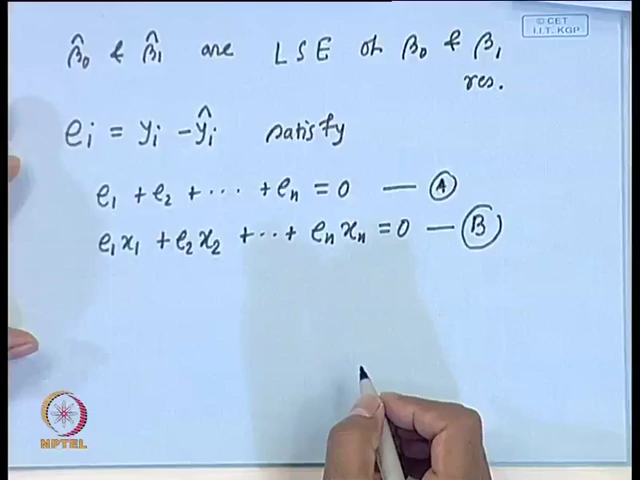 © CET
I.I.T. KGP
β̂₀ & β̂₁ are LSE of β₀ & β₁
res.
eᵢ = yᵢ - ŷᵢ satisfy
e₁ + e₂ + ··· + eₙ = 0 — Ⓐ
e₁x₁ + e₂x₂ + ··· + eₙxₙ = 0 — Ⓑ
NPTEL